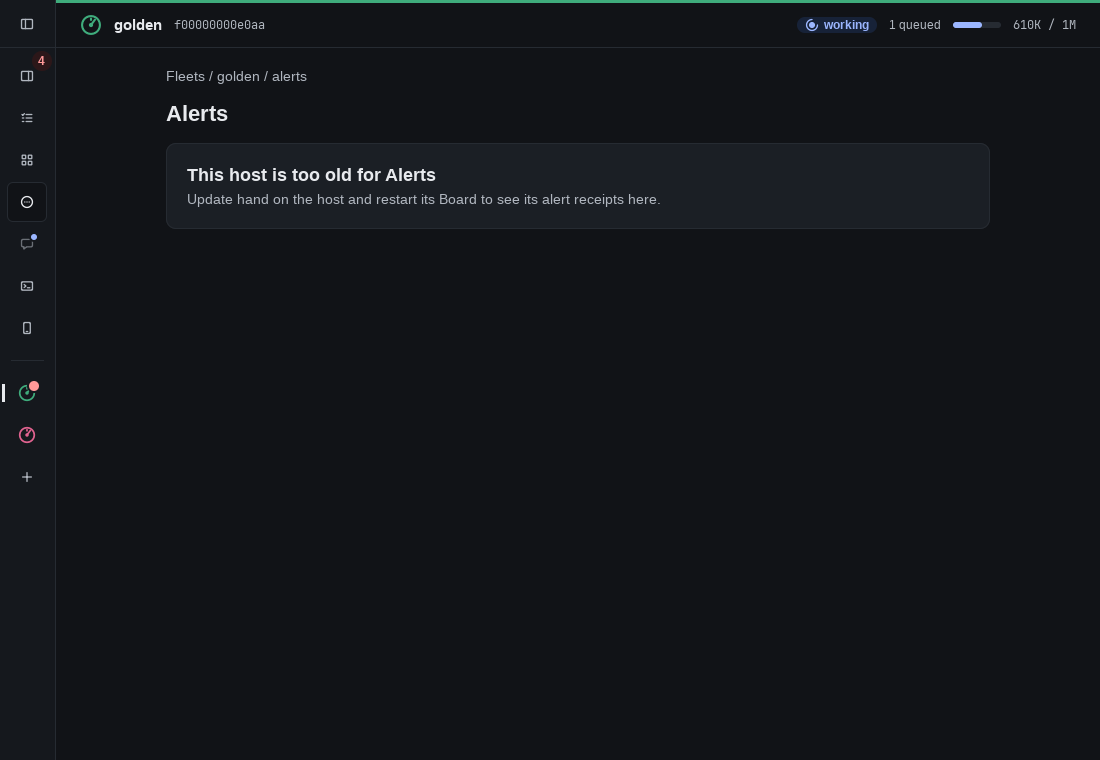 golden f00000000e0aa working 1 queued 610K / 1M
4
Fleets / golden / alerts
Alerts
This host is too old for Alerts
Update hand on the host and restart its Board to see its alert receipts here.